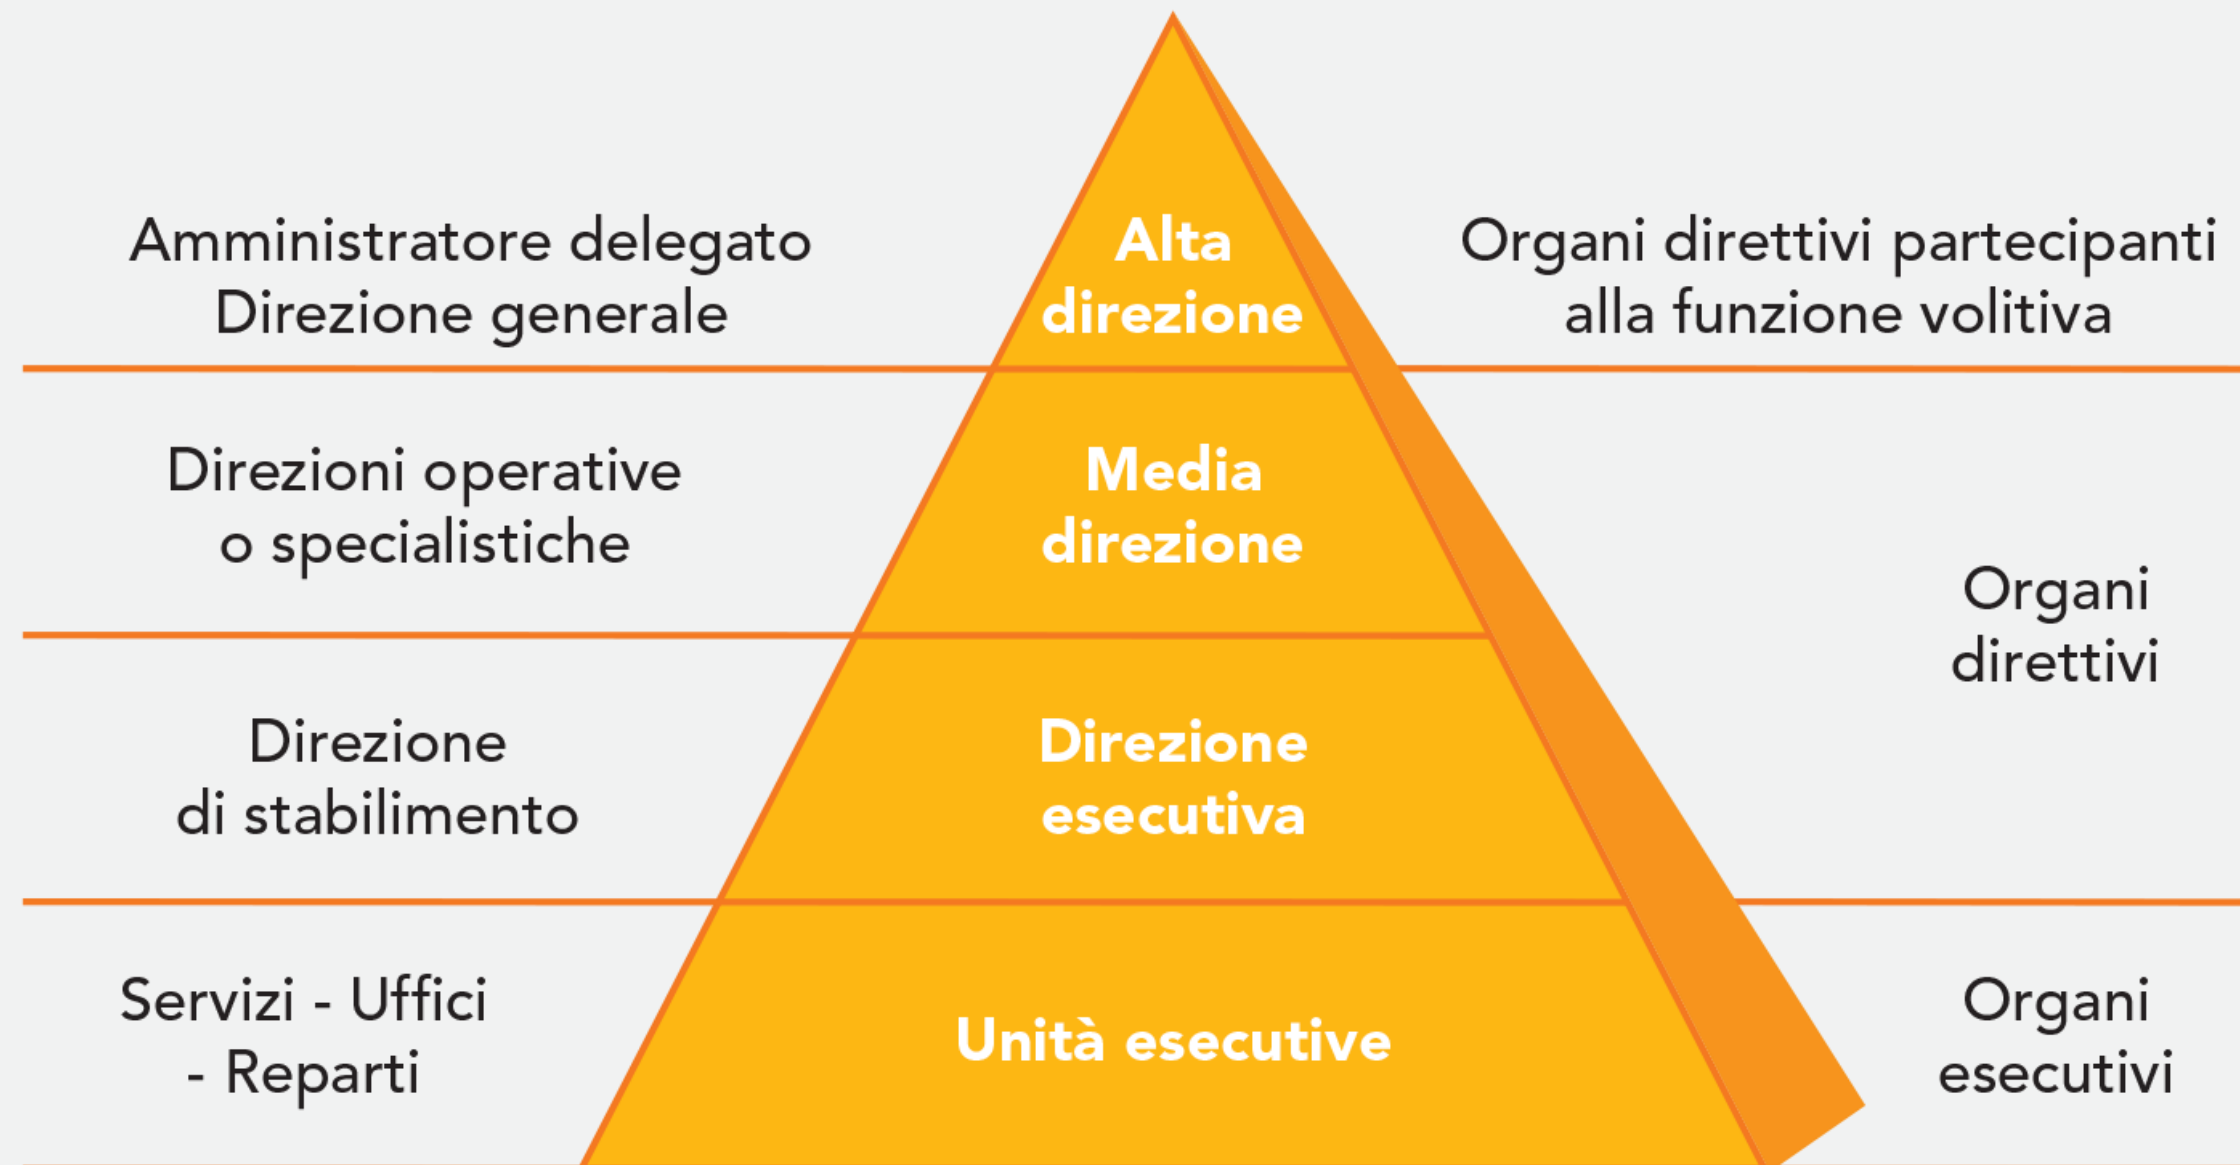 Amministratore delegato
Direzione generale
Alta
direzione
Organi direttivi partecipanti
alla funzione volitiva
Direzioni operative
o specialistiche
Media
direzione
Organi
direttivi
Direzione
di stabilimento
Direzione
esecutiva
Servizi - Uffici
- Reparti
Unità esecutive
Organi
esecutivi